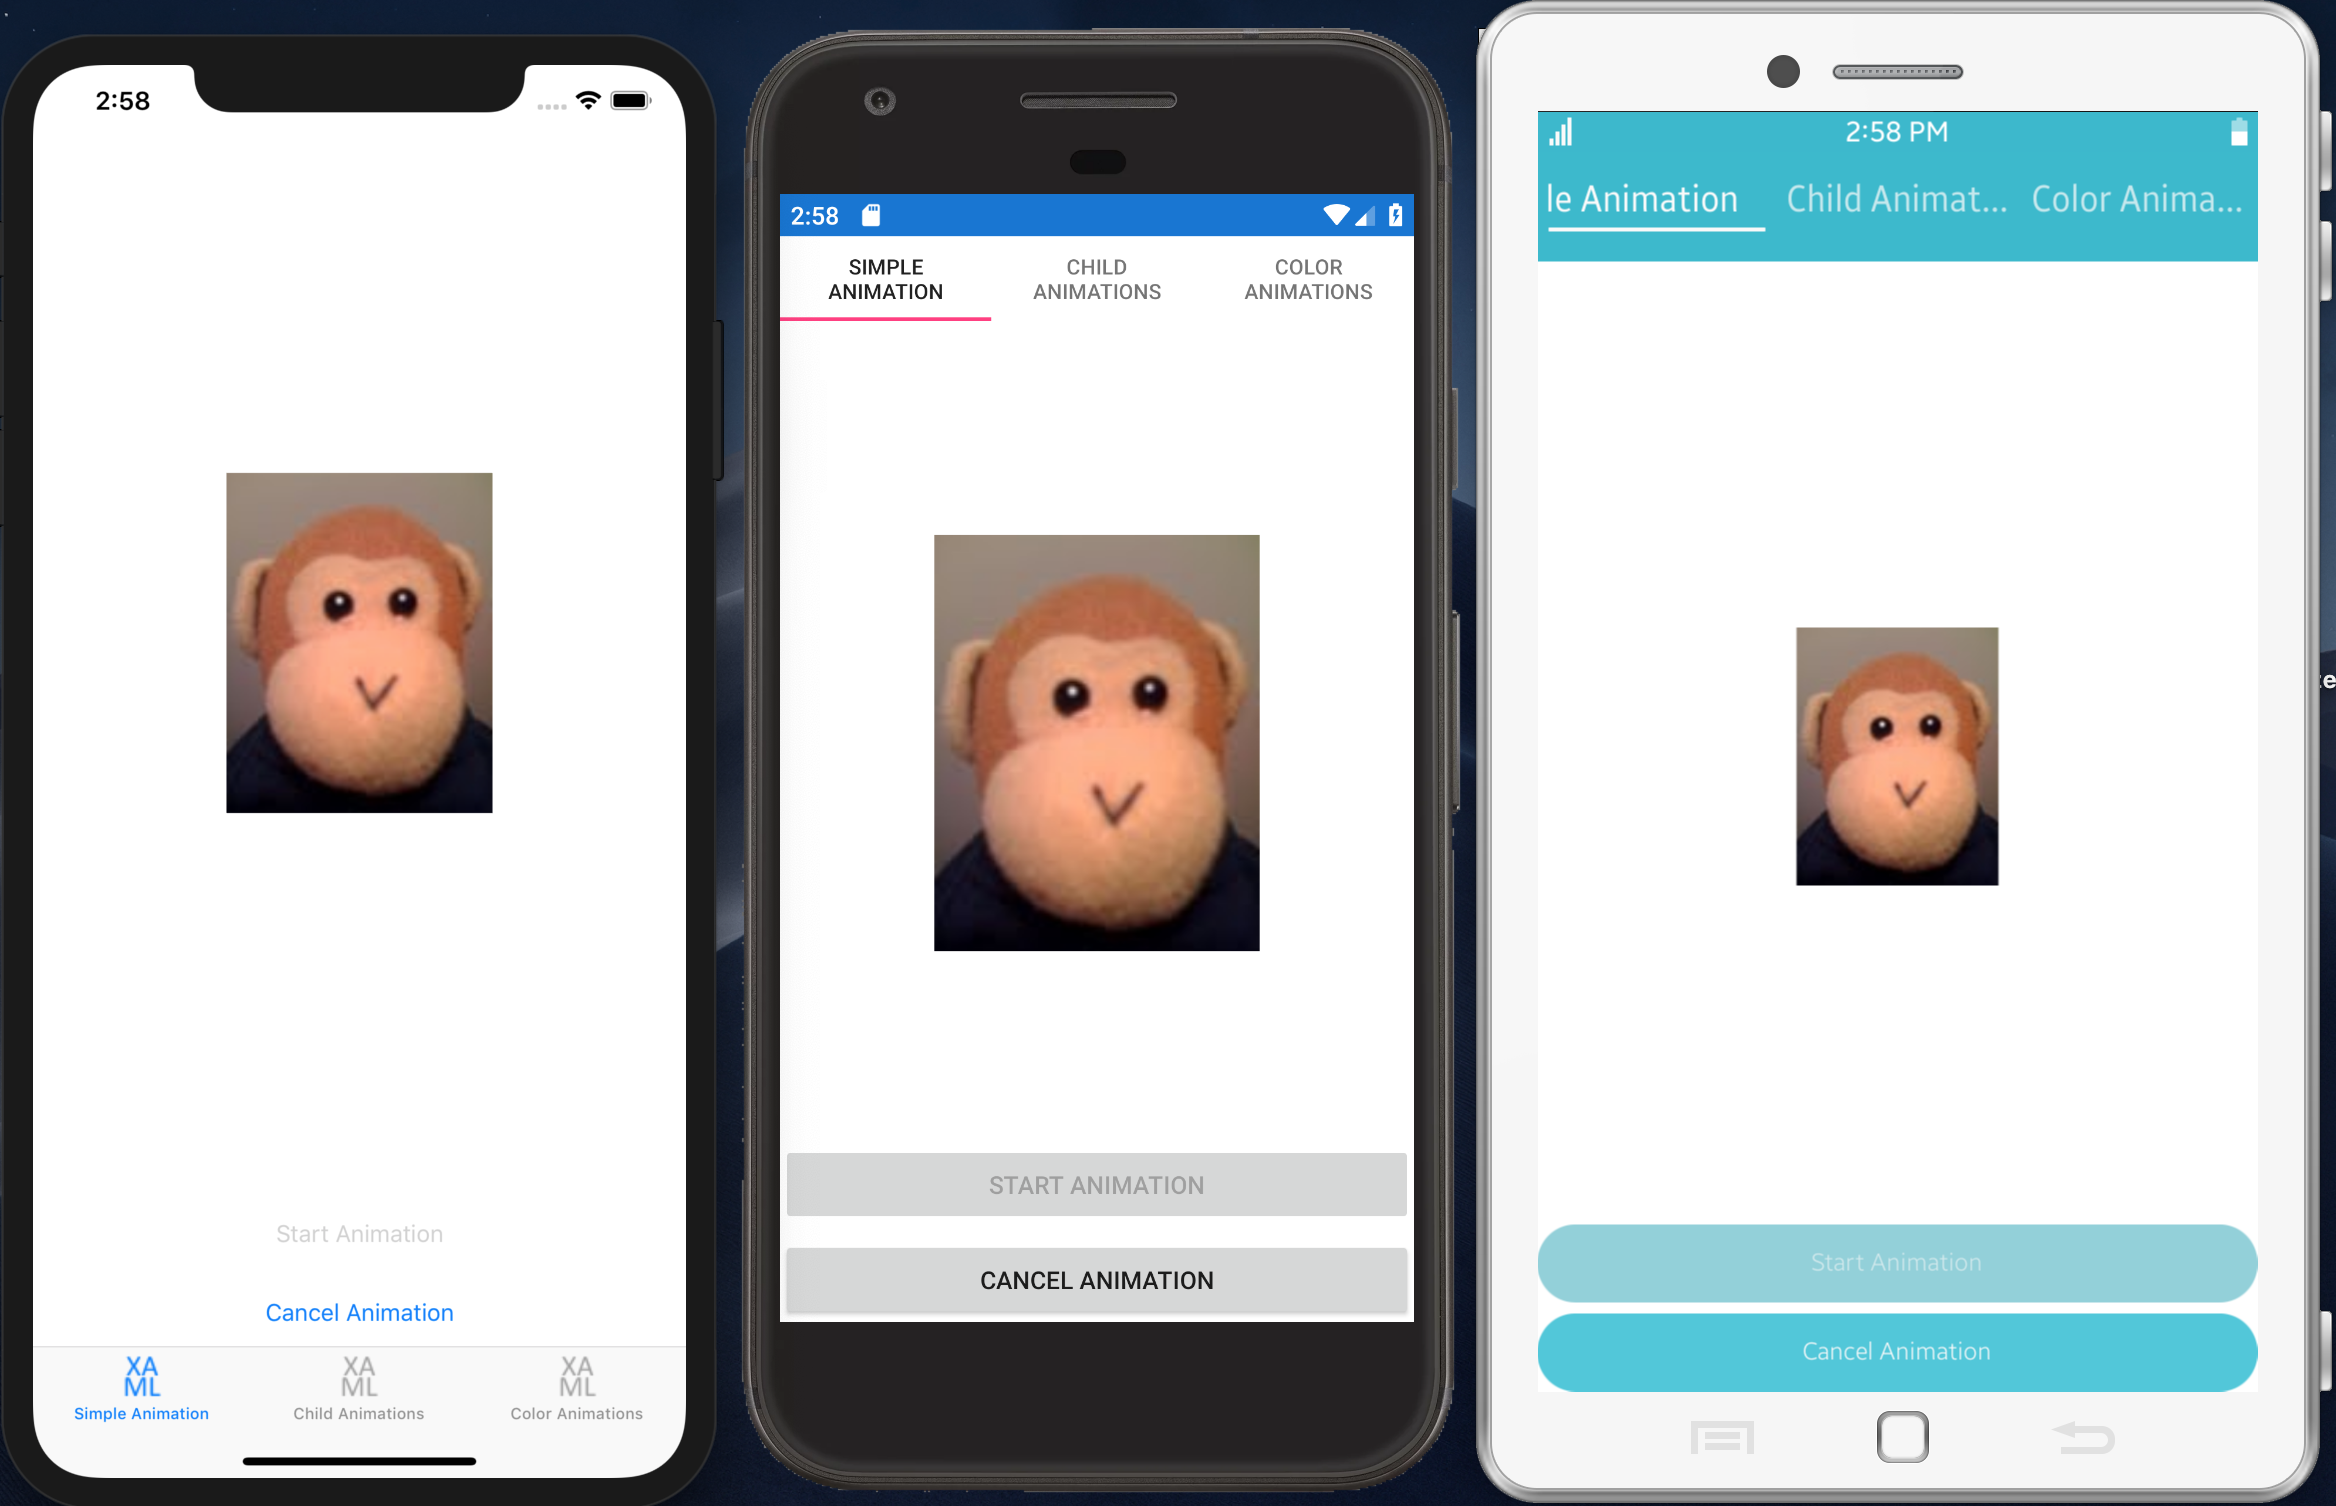 2:58
Start Animation
Cancel Animation
XA
ML
Simple Animation
XA
ML
Child Animations
XA
ML
Color Animations
2:58
SIMPLE
ANIMATION
CHILD
ANIMATIONS
COLOR
ANIMATIONS
START ANIMATION
CANCEL ANIMATION
2:58 PM
le Animation Child Animat... Color Anima...
Start Animation
Cancel Animation
te